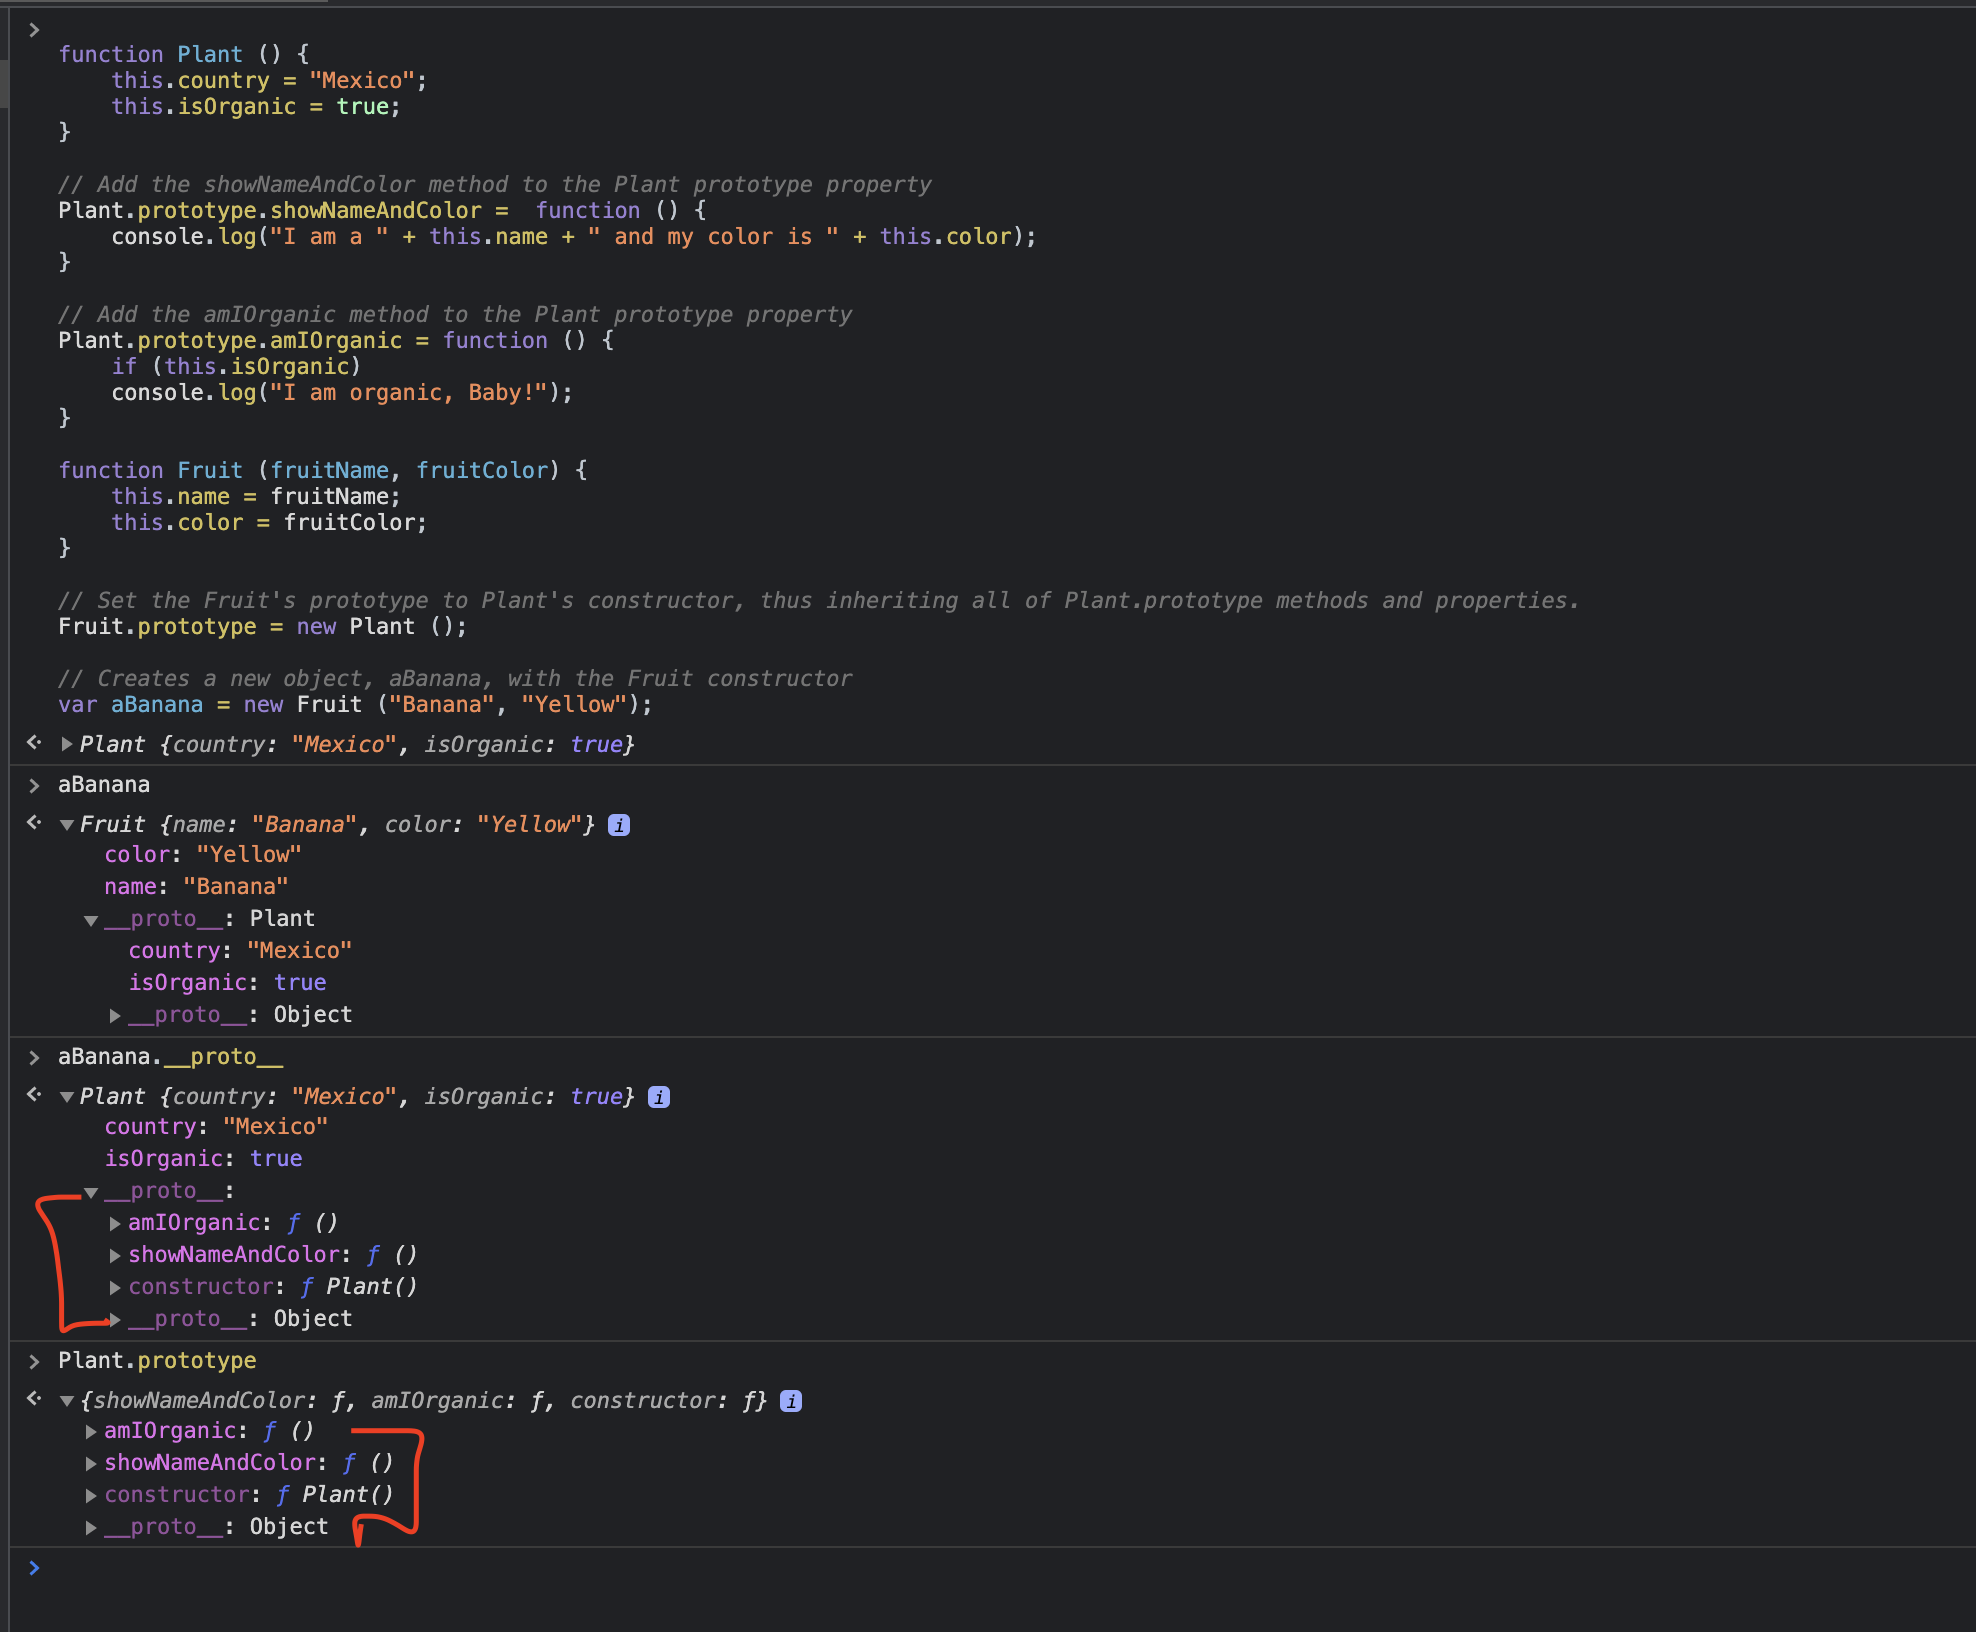 function Plant () {
    this.country = "Mexico";
    this.isOrganic = true;
}
// Add the showNameAndColor method to the Plant prototype property
Plant.prototype.showNameAndColor =  function () {
    console.log("I am a " + this.name + " and my color is " + this.color);
}
// Add the amIOrganic method to the Plant prototype property
Plant.prototype.amIOrganic = function () {
    if (this.isOrganic)
    console.log("I am organic, Baby!");
}
function Fruit (fruitName, fruitColor) {
    this.name = fruitName;
    this.color = fruitColor;
}
// Set the Fruit's prototype to Plant's constructor, thus inheriting all of Plant.prototype methods and properties.
Fruit.prototype = new Plant ();
// Creates a new object, aBanana, with the Fruit constructor
var aBanana = new Fruit ("Banana", "Yellow");
Plant {country: "Mexico", isOrganic: true}
aBanana
Fruit {name: "Banana", color: "Yellow"} i
color: "Yellow"
name: "Banana"
__proto__: Plant
country: "Mexico"
isOrganic: true
__proto__: Object
aBanana.__proto__
Plant {country: "Mexico", isOrganic: true} i
country: "Mexico"
isOrganic: true
__proto__:
amIOrganic: ƒ ()
showNameAndColor: ƒ ()
constructor: ƒ Plant()
__proto__: Object
Plant.prototype
{showNameAndColor: ƒ, amIOrganic: ƒ, constructor: ƒ} i
amIOrganic: ƒ ()
showNameAndColor: ƒ ()
constructor: ƒ Plant()
__proto__: Object